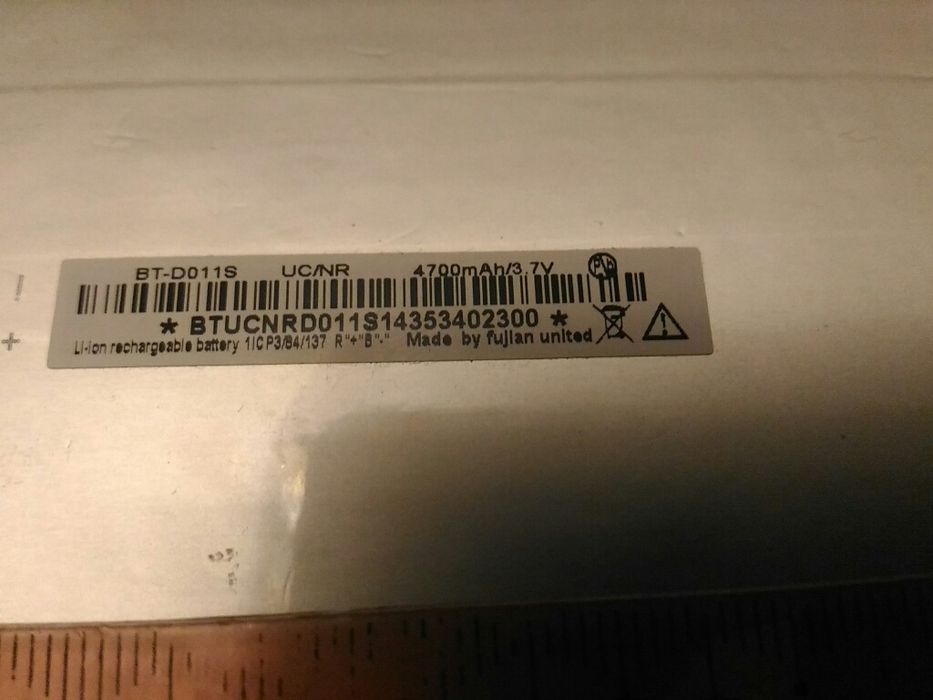 BT-D011S UC/NR 4700mAh/3.7V
* BTUCNRD011S14353402300 *
Li-ion rechargeable battery 1ICP3/84/137 R"+"B"-" Made by fujian united
-
+